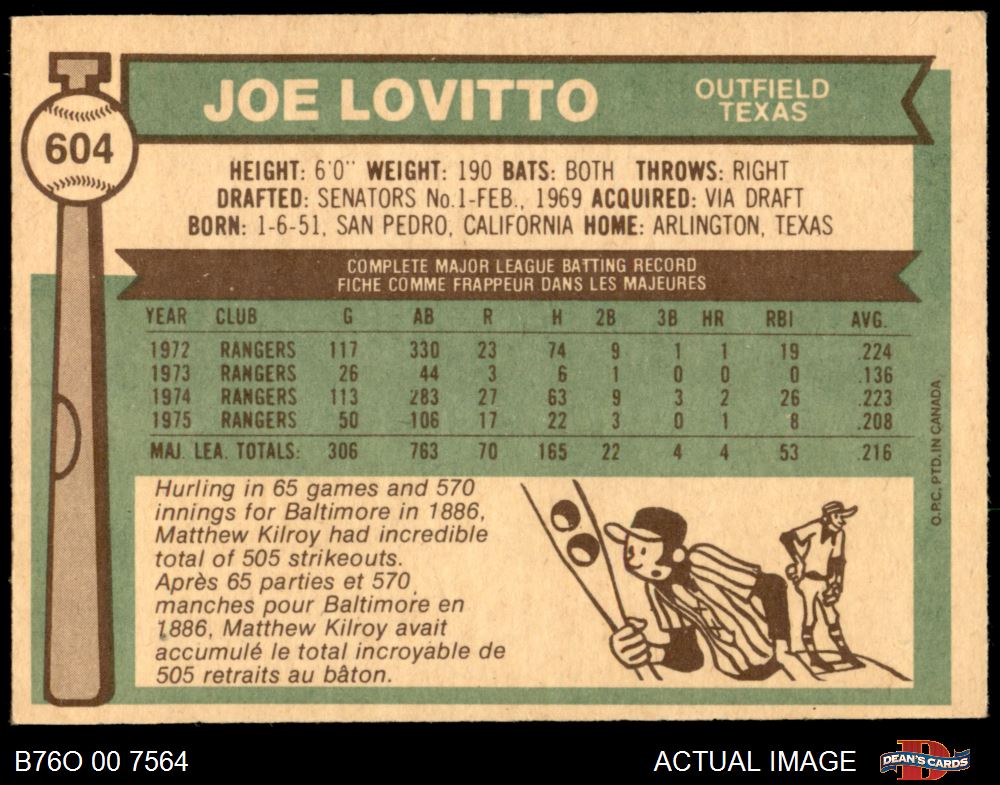 604
JOE LOVITTO
OUTFIELD
TEXAS
HEIGHT: 6'0'' WEIGHT: 190 BATS: BOTH THROWS: RIGHT
DRAFTED: SENATORS No.1-FEB., 1969 ACQUIRED: VIA DRAFT
BORN: 1-6-51, SAN PEDRO, CALIFORNIA HOME: ARLINGTON, TEXAS
COMPLETE MAJOR LEAGUE BATTING RECORD
FICHE COMME FRAPPEUR DANS LES MAJEURES
YEAR CLUB G AB R H 2B 3B HR RBI AVG.
1972 RANGERS 117 330 23 74 9 1 1 19 .224
1973 RANGERS 26 44 3 6 1 0 0 0 .136
1974 RANGERS 113 283 27 63 9 3 2 26 .223
1975 RANGERS 50 106 17 22 3 0 1 8 .208
MAJ. LEA. TOTALS: 306 763 70 165 22 4 4 53 .216
Hurling in 65 games and 570
innings for Baltimore in 1886,
Matthew Kilroy had incredible
total of 505 strikeouts.
Après 65 parties et 570
manches pour Baltimore en
1886, Matthew Kilroy avait
accumulé le total incroyable de
505 retraits au bâton.
O.P.C. PTD. IN CANADA
B76O 00 7564
ACTUAL IMAGE
D
DEAN'S CARDS